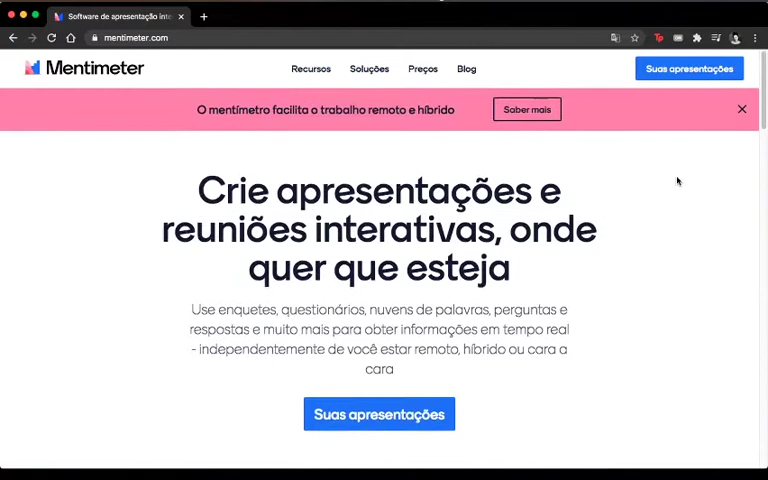 Software de apresentação inte
mentimeter.com
Tp
Mentimeter
Recursos
Soluções
Preços
Blog
Suas apresentações
O mentímetro facilita o trabalho remoto e híbrido
Saber mais
Crie apresentações e
reuniões interativas, onde
quer que esteja
Use enquetes, questionários, nuvens de palavras, perguntas e
respostas e muito mais para obter informações em tempo real
- independentemente de você estar remoto, híbrido ou cara a
cara
Suas apresentações